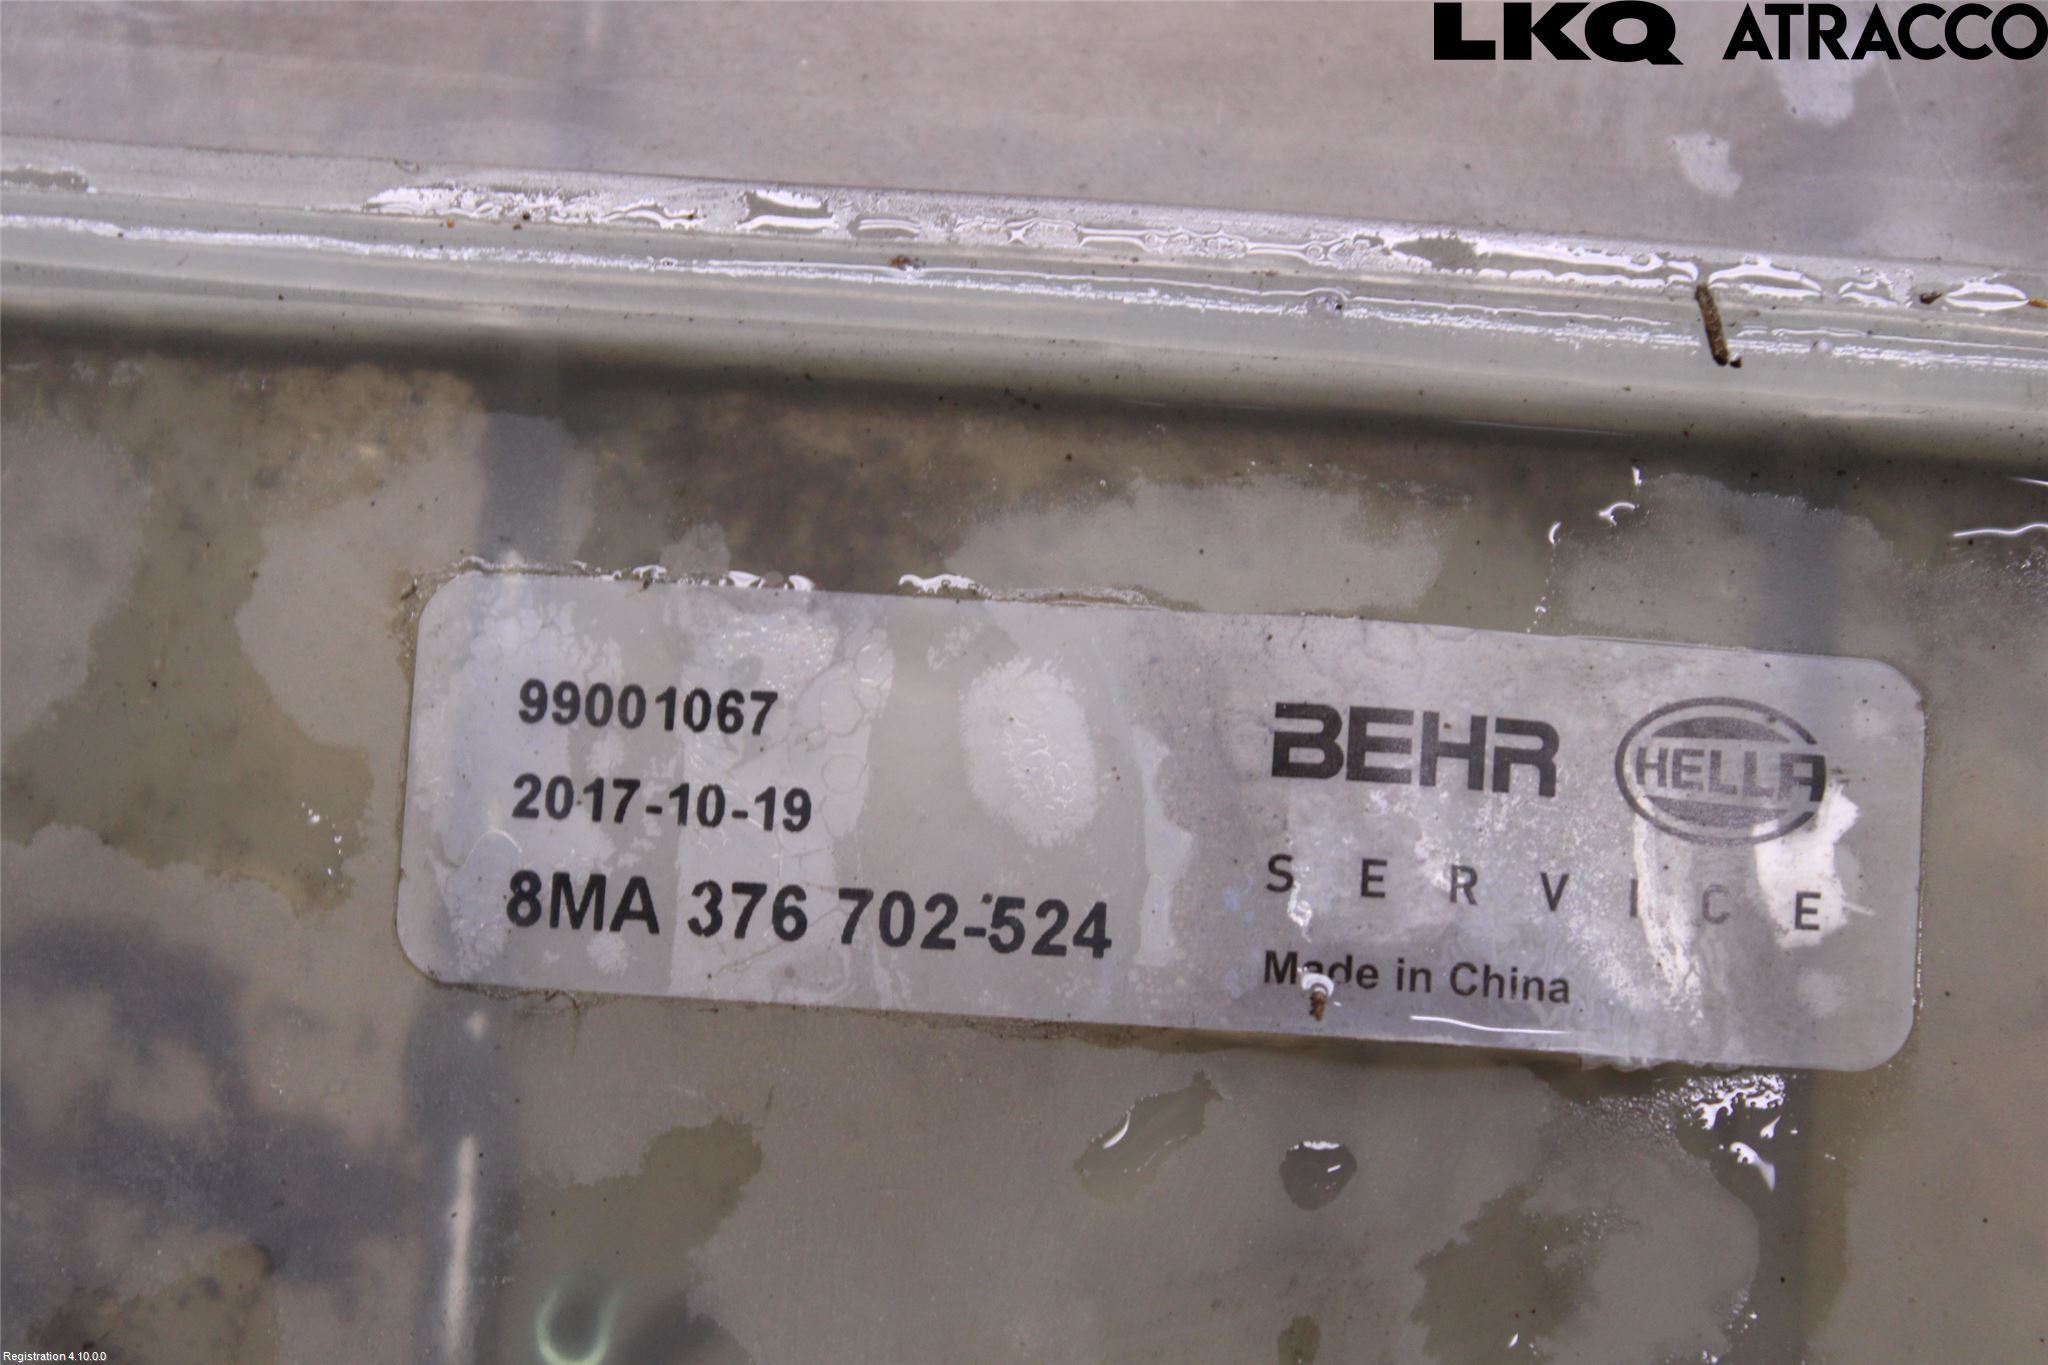 LKQ ATRACCO
99001067
2017-10-19
8MA 376 702-524
BEHR HELLA
SERVICE
Made in China
Registration 4.10.0.0